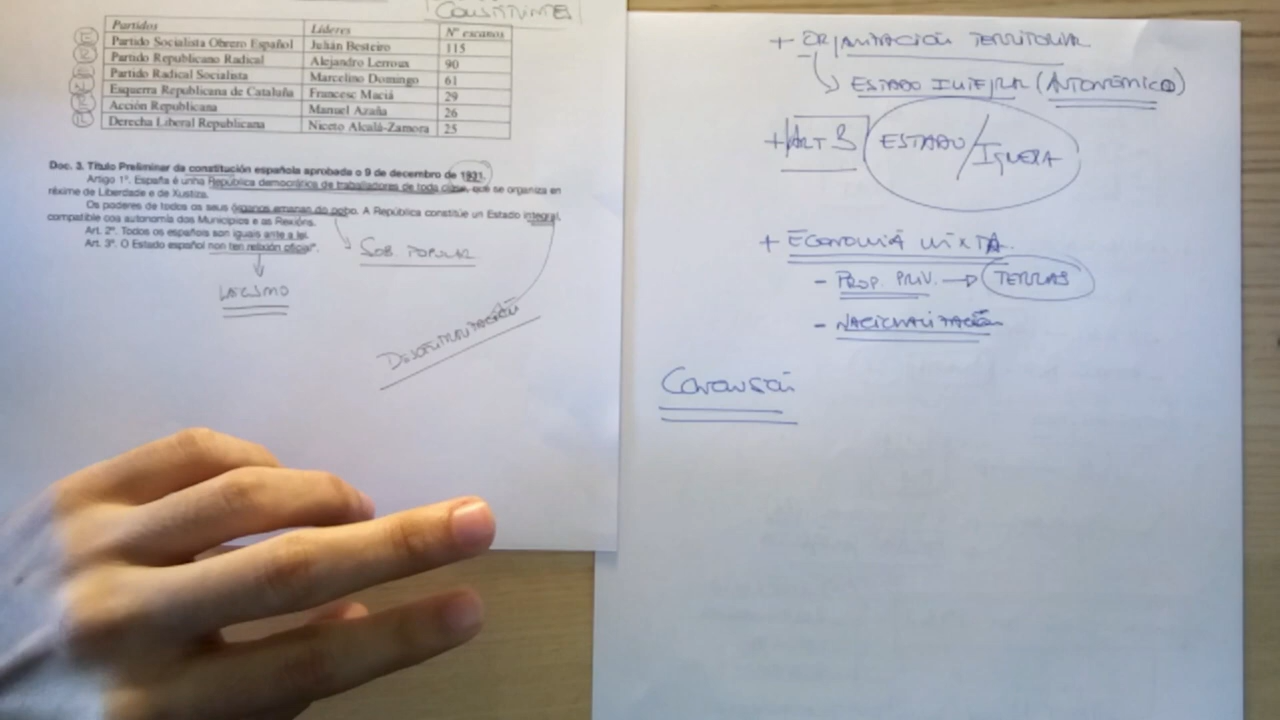 CONSTITUINTES
Partidos Líderes Nº escanos
Partido Socialista Obrero Español Julián Besteiro 115
Partido Republicano Radical Alejandro Lerroux 90
Partido Radical Socialista Marcelino Domingo 61
Esquerra Republicana de Cataluña Francesc Maciá 29
Acción Republicana Manuel Azaña 26
Derecha Liberal Republicana Niceto Alcalá-Zamora 25
Doc. 3. Título Preliminar da constitución española aprobada o 9 de decembro de 1931.
Artigo 1º. España é unha República democrática de traballadores de toda clase, que se organiza en
réxime de Liberdade e de Xustiza.
Os poderes de todos os seus órganos emanan do pobo. A República constitúe un Estado integral,
compatible coa autonomía dos Municipios e as Rexións.
Art. 2º. Todos os españois son iguais ante a lei.
Art. 3º. O Estado español non ten relixión oficial".
SOB. POPULAR
LAICISMO
DESCENTRALIZACIÓN
+ ORGANIZACIÓN TERRITORIAL
ESTADO INTEGRAL (AUTONÓMICO)
+ ART 3 ESTADO/IGREXA
+ ECONOMÍA MIXTA
- PROP. PRIV. → TERRAS
- NACIONALIZACIÓN
CONCLUSIÓN